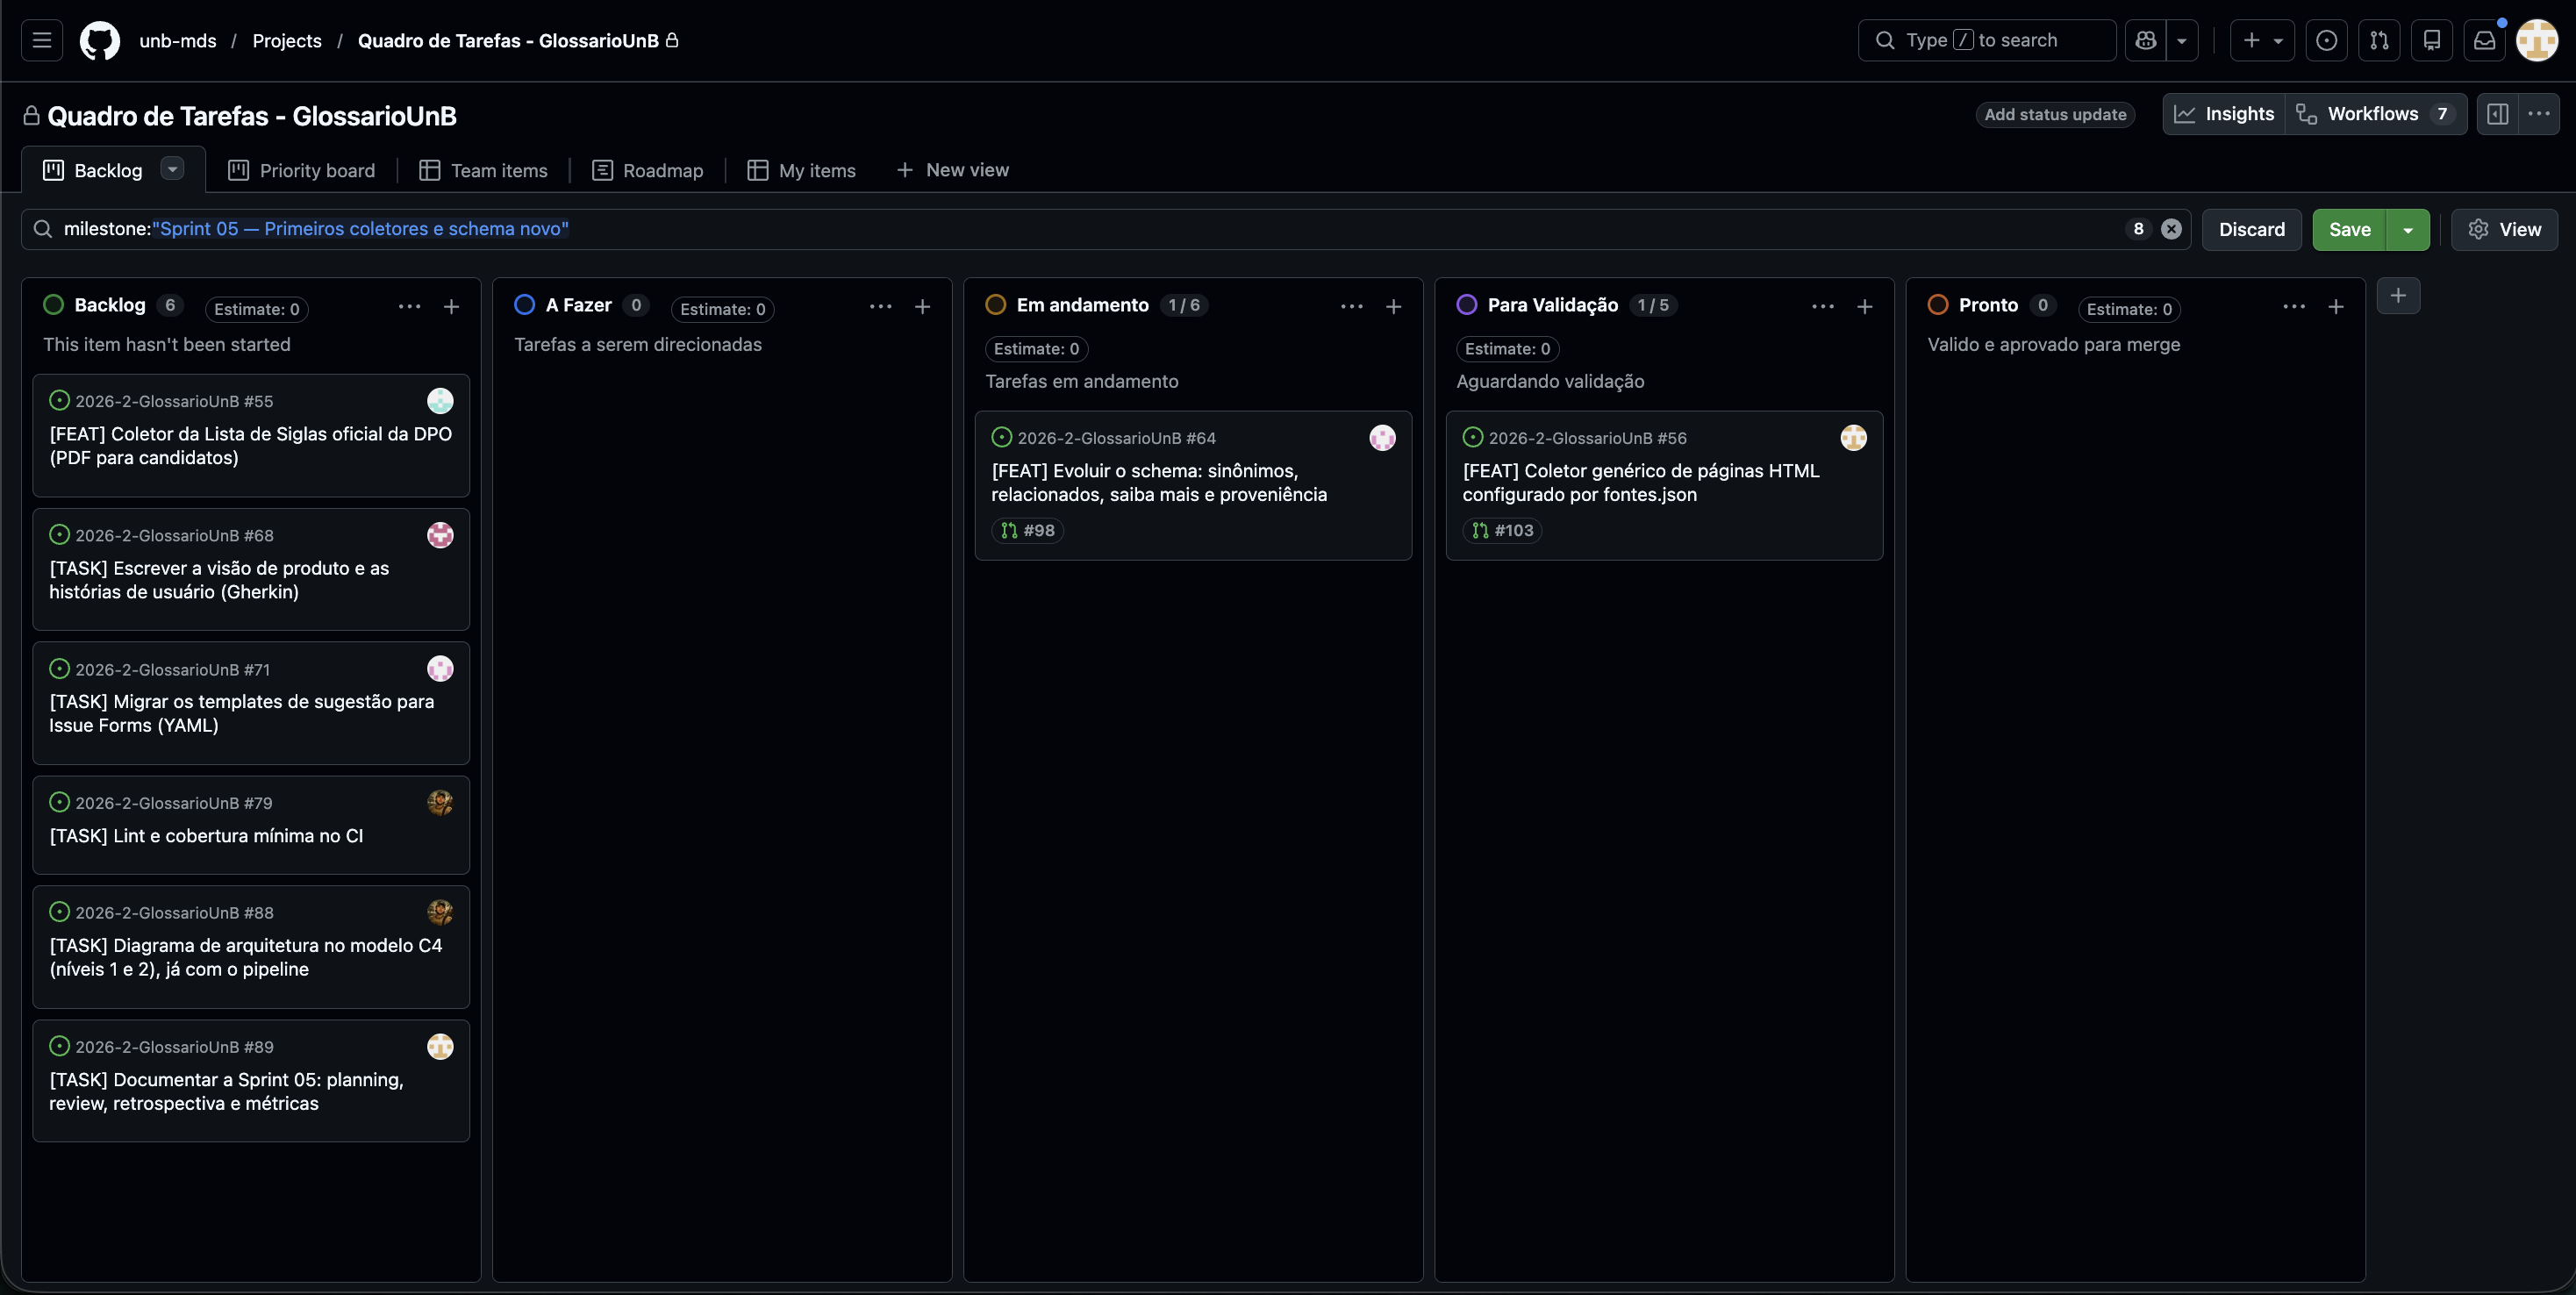 unb-mds / Projects / Quadro de Tarefas - GlossarioUnB
Type / to search
Quadro de Tarefas - GlossarioUnB
Add status update
Insights
Workflows 7
Backlog
Priority board
Team items
Roadmap
My items
New view
milestone:"Sprint 05 — Primeiros coletores e schema novo"
8
Discard
Save
View
Backlog 6 Estimate: 0
This item hasn't been started
2026-2-GlossarioUnB #55
[FEAT] Coletor da Lista de Siglas oficial da DPO
(PDF para candidatos)
2026-2-GlossarioUnB #68
[TASK] Escrever a visão de produto e as
histórias de usuário (Gherkin)
2026-2-GlossarioUnB #71
[TASK] Migrar os templates de sugestão para
Issue Forms (YAML)
2026-2-GlossarioUnB #79
[TASK] Lint e cobertura mínima no CI
2026-2-GlossarioUnB #88
[TASK] Diagrama de arquitetura no modelo C4
(níveis 1 e 2), já com o pipeline
2026-2-GlossarioUnB #89
[TASK] Documentar a Sprint 05: planning,
review, retrospectiva e métricas
A Fazer 0 Estimate: 0
Tarefas a serem direcionadas
Em andamento 1 / 6
Estimate: 0
Tarefas em andamento
2026-2-GlossarioUnB #64
[FEAT] Evoluir o schema: sinônimos,
relacionados, saiba mais e proveniência
#98
Para Validação 1 / 5
Estimate: 0
Aguardando validação
2026-2-GlossarioUnB #56
[FEAT] Coletor genérico de páginas HTML
configurado por fontes.json
#103
Pronto 0 Estimate: 0
Valido e aprovado para merge